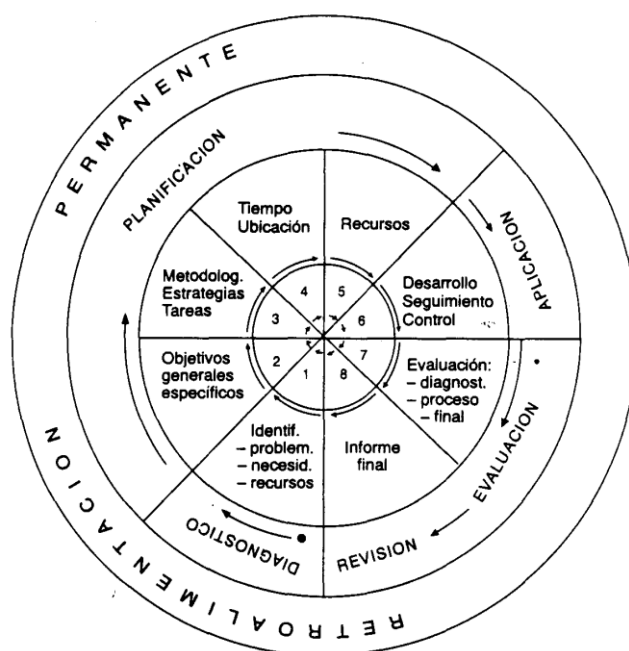 RETROALIMENTACION
PERMANENTE
DIAGNOSTICO
PLANIFICACION
APLICACION
EVALUACION
REVISION
Identif.
– problem.
– necesid.
– recursos
Objetivos
generales
específicos
Metodolog.
Estrategias
Tareas
Tiempo
Ubicación
Recursos
Desarrollo
Seguimiento
Control
Evaluación:
– diagnost.
– proceso
– final
Informe
final
1
2
3
4
5
6
7
8